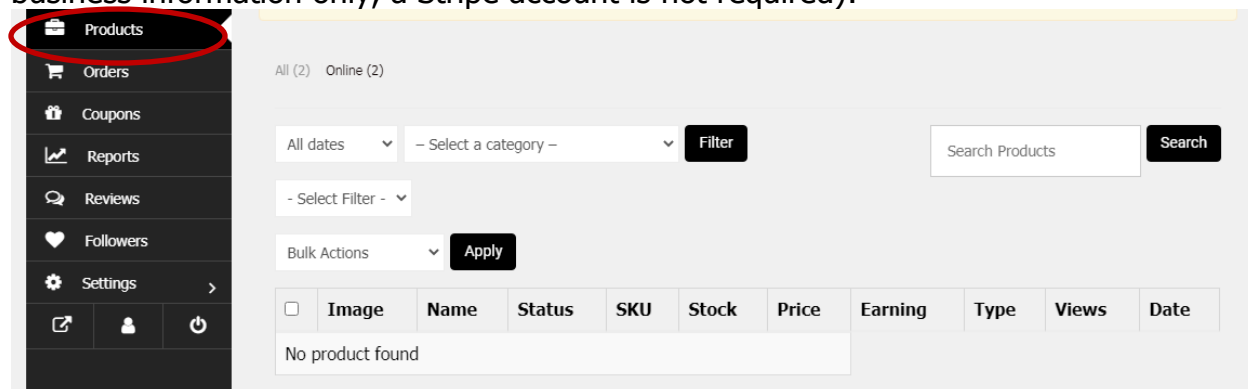 business information only, a Stripe account is not required).
Products
Orders
Coupons
Reports
Reviews
Followers
Settings
All (2) Online (2)
All dates – Select a category – Filter Search Products Search
- Select Filter -
Bulk Actions Apply
Image Name Status SKU Stock Price Earning Type Views Date
No product found